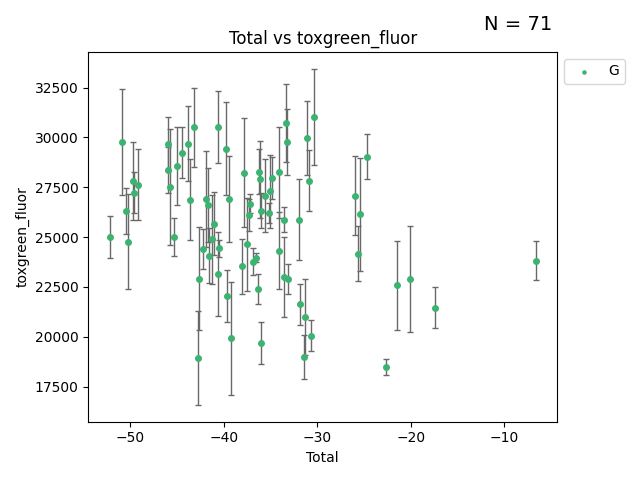 N = 71
Total vs toxgreen_fluor
G
toxgreen_fluor
32500
30000
27500
25000
22500
20000
17500
−50 −40 −30 −20 −10
Total